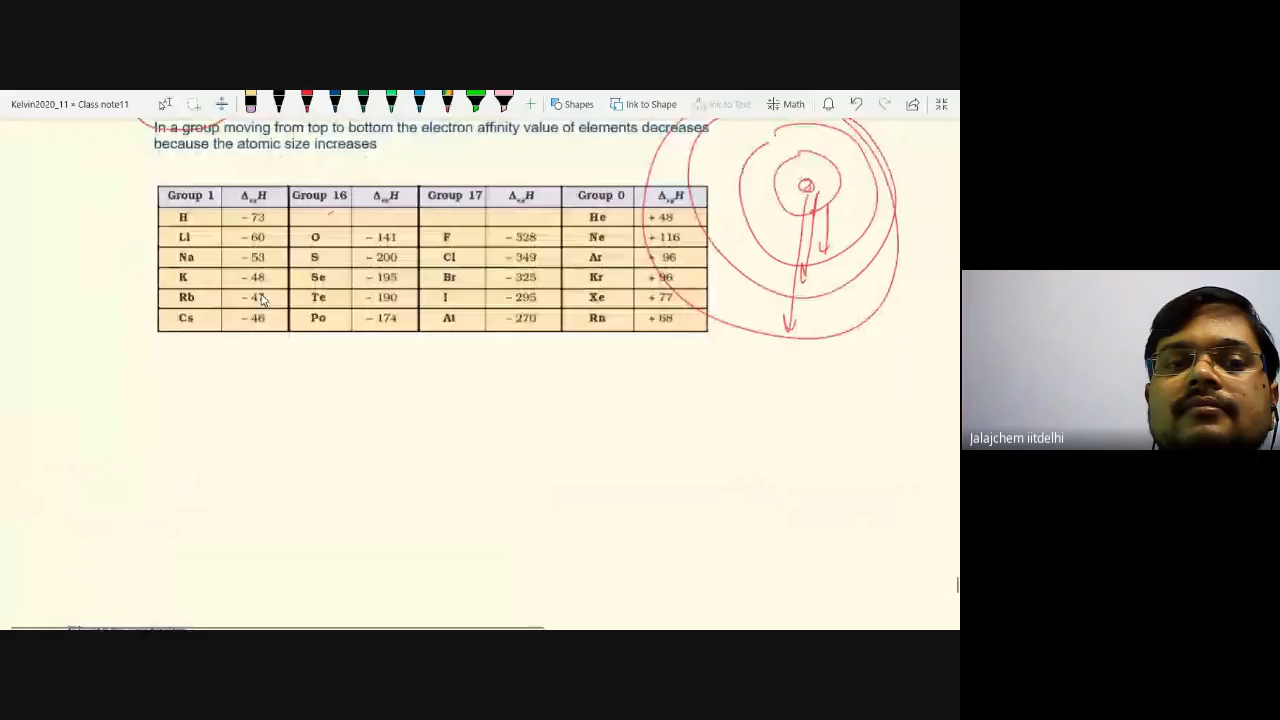 Kelvin2020_11 » Class note11
Shapes Ink to Shape Ink to Text Math
In a group moving from top to bottom the electron affinity value of elements decreases
because the atomic size increases
Group 1 ΔegH Group 16 ΔegH Group 17 ΔegH Group 0 ΔegH
H – 73 He + 48
Li – 60 O – 141 F – 328 Ne + 116
Na – 53 S – 200 Cl – 349 Ar + 96
K – 48 Se – 195 Br – 325 Kr + 96
Rb – 47 Te – 190 I – 295 Xe + 77
Cs – 46 Po – 174 At – 270 Rn + 68
Jalajchem iitdelhi